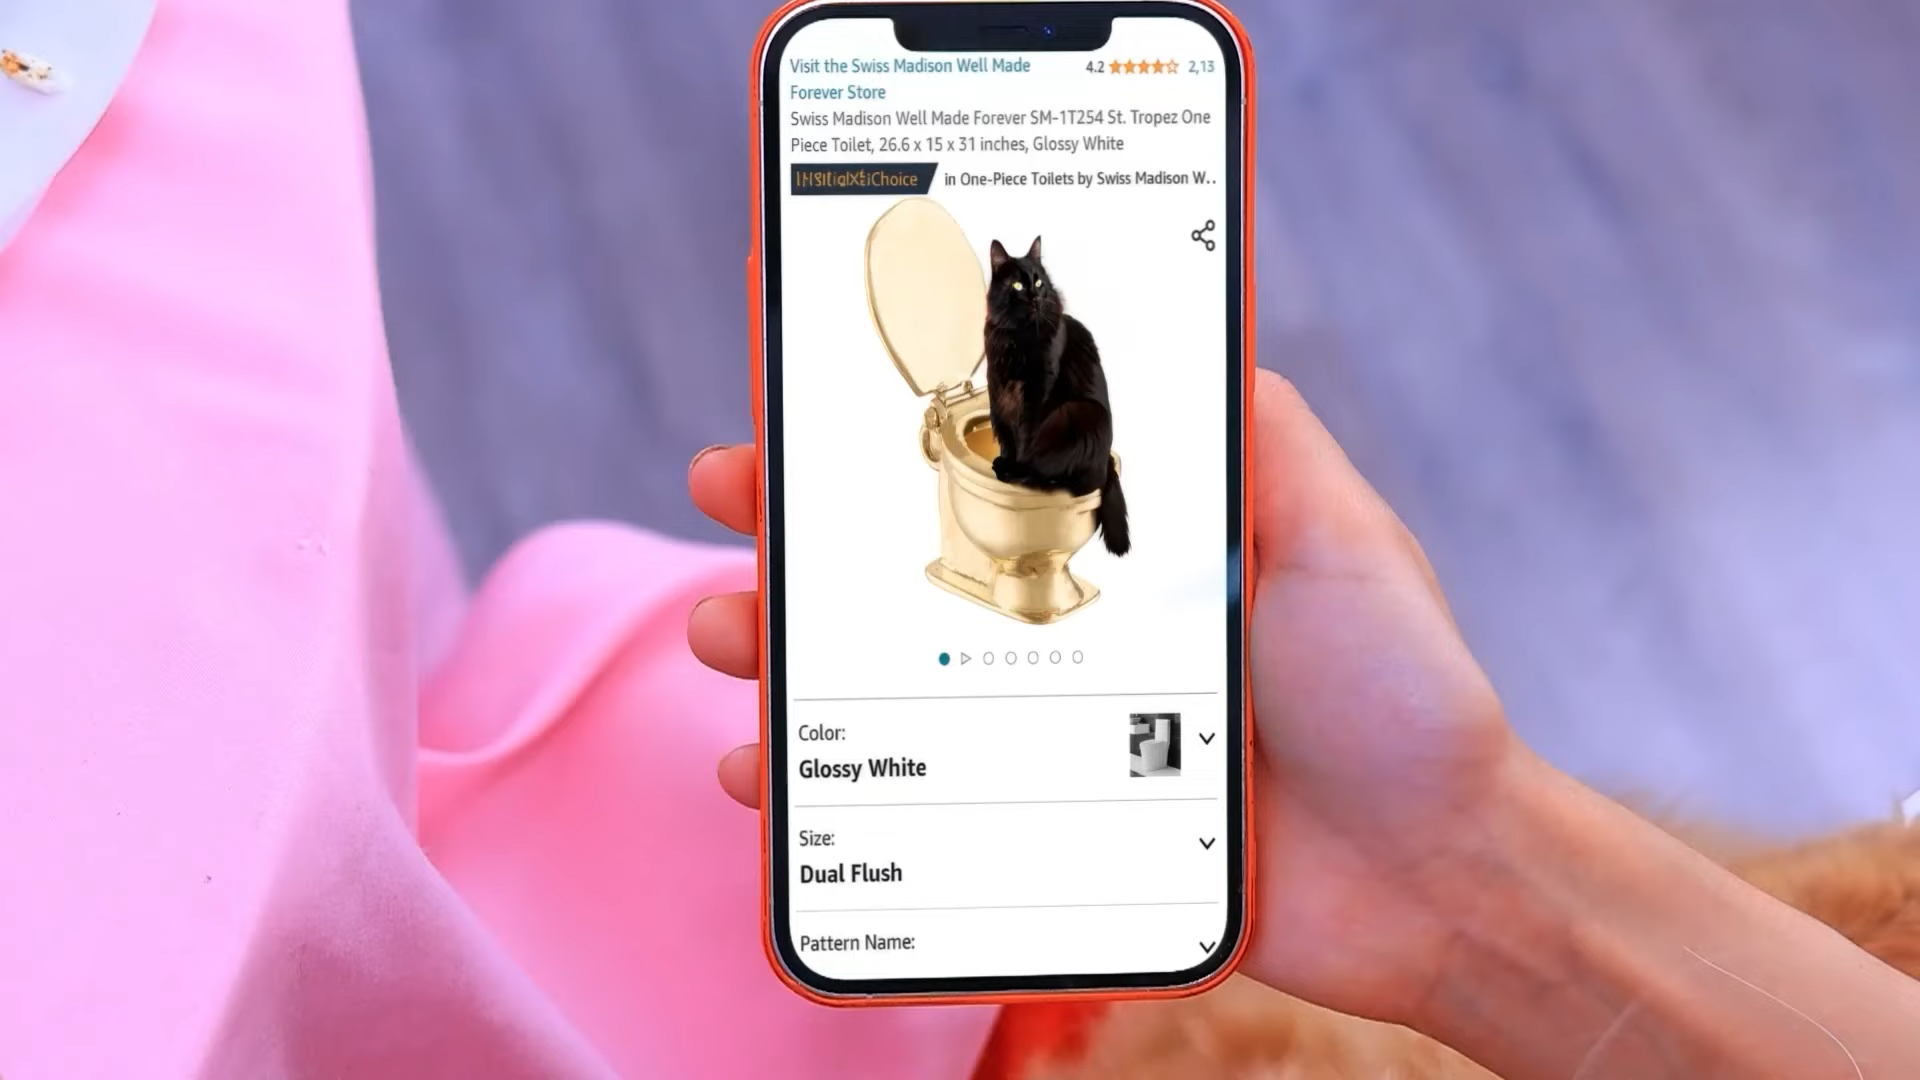 Visit the Swiss Madison Well Made
Forever Store
4.2
2,13
Swiss Madison Well Made Forever SM-1T254 St. Tropez One
Piece Toilet, 26.6 x 15 x 31 inches, Glossy White
Choice
in One-Piece Toilets by Swiss Madison W..
Color:
Glossy White
Size:
Dual Flush
Pattern Name: